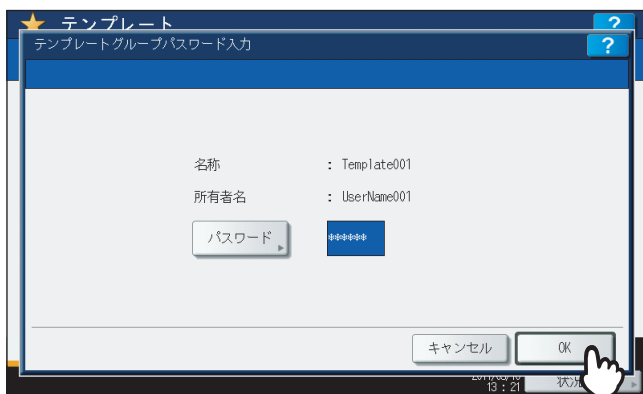 テンプレート
?
テンプレートグループパスワード入力
?
名称 : Template001
所有者名 : UserName001
パスワード ******
キャンセル OK
13 : 21 状況